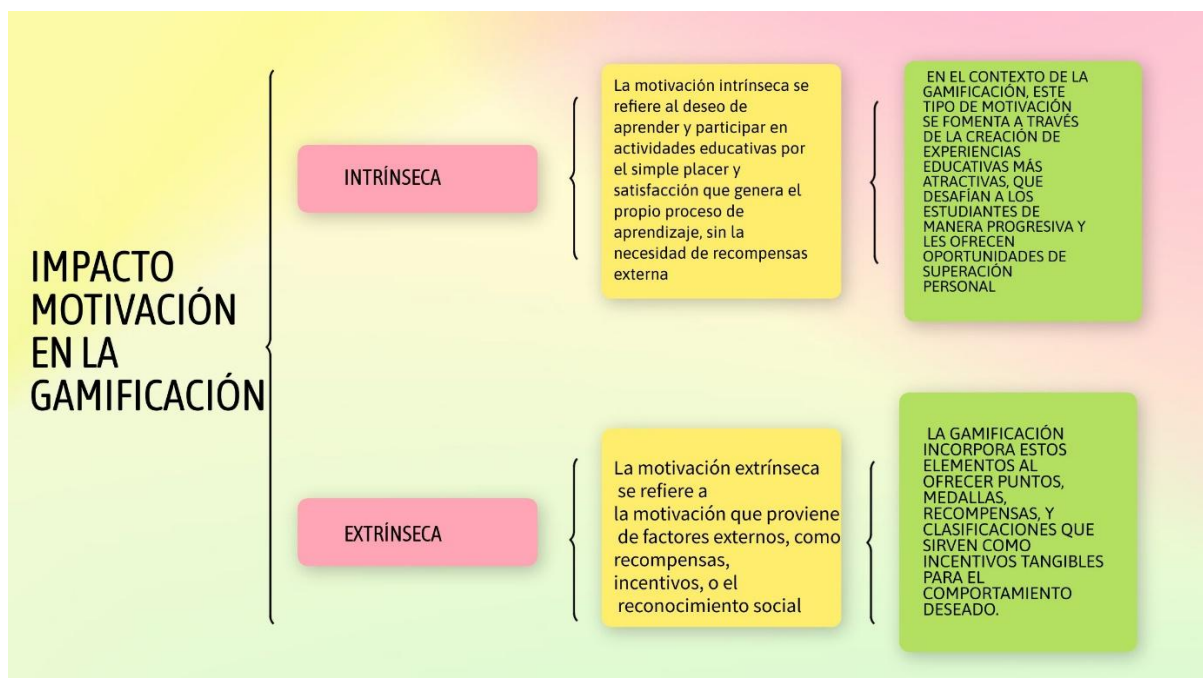 IMPACTO
MOTIVACIÓN
EN LA
GAMIFICACIÓN
INTRÍNSECA
La motivación intrínseca se
refiere al deseo de
aprender y participar en
actividades educativas por
el simple placer y
satisfacción que genera el
propio proceso de
aprendizaje, sin la
necesidad de recompensas
externa
EN EL CONTEXTO DE LA
GAMIFICACIÓN, ESTE
TIPO DE MOTIVACIÓN
SE FOMENTA A TRAVÉS
DE LA CREACIÓN DE
EXPERIENCIAS
EDUCATIVAS MÁS
ATRACTIVAS, QUE
DESAFÍAN A LOS
ESTUDIANTES DE
MANERA PROGRESIVA Y
LES OFRECEN
OPORTUNIDADES DE
SUPERACIÓN
PERSONAL
EXTRÍNSECA
La motivación extrínseca
se refiere a
la motivación que proviene
de factores externos, como
recompensas,
incentivos, o el
reconocimiento social
LA GAMIFICACIÓN
INCORPORA ESTOS
ELEMENTOS AL
OFRECER PUNTOS,
MEDALLAS,
RECOMPENSAS, Y
CLASIFICACIONES QUE
SIRVEN COMO
INCENTIVOS TANGIBLES
PARA EL
COMPORTAMIENTO
DESEADO.